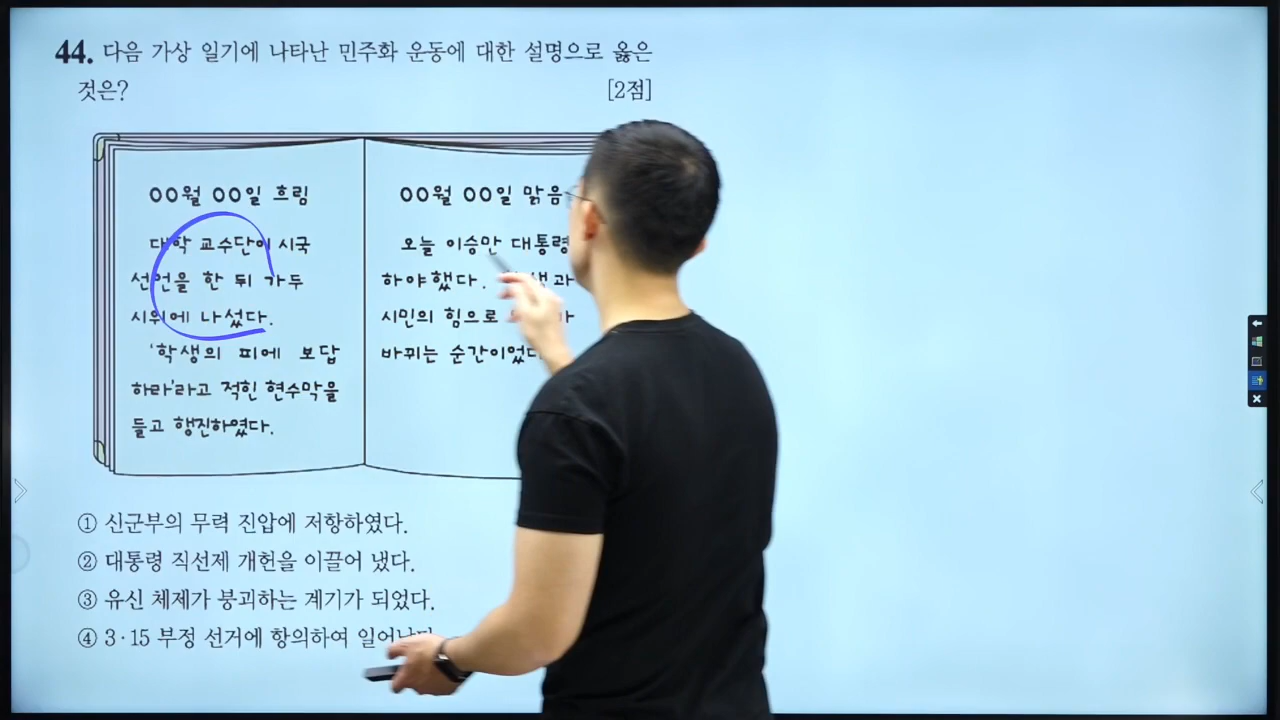 44. 다음 가상 일기에 나타난 민주화 운동에 대한 설명으로 옳은
것은? [2점]
○○월 ○○일 흐림
대학 교수단이 시국
선언을 한 뒤 가두
시위에 나섰다.
'학생의 피에 보답
하라'라고 적힌 현수막을
들고 행진하였다.
○○월 ○○일 맑음
오늘 이승만 대통령
하야했다.
시민의 힘으로
바뀌는 순간이었다
① 신군부의 무력 진압에 저항하였다.
② 대통령 직선제 개헌을 이끌어 냈다.
③ 유신 체제가 붕괴하는 계기가 되었다.
④ 3·15 부정 선거에 항의하여 일어났다.